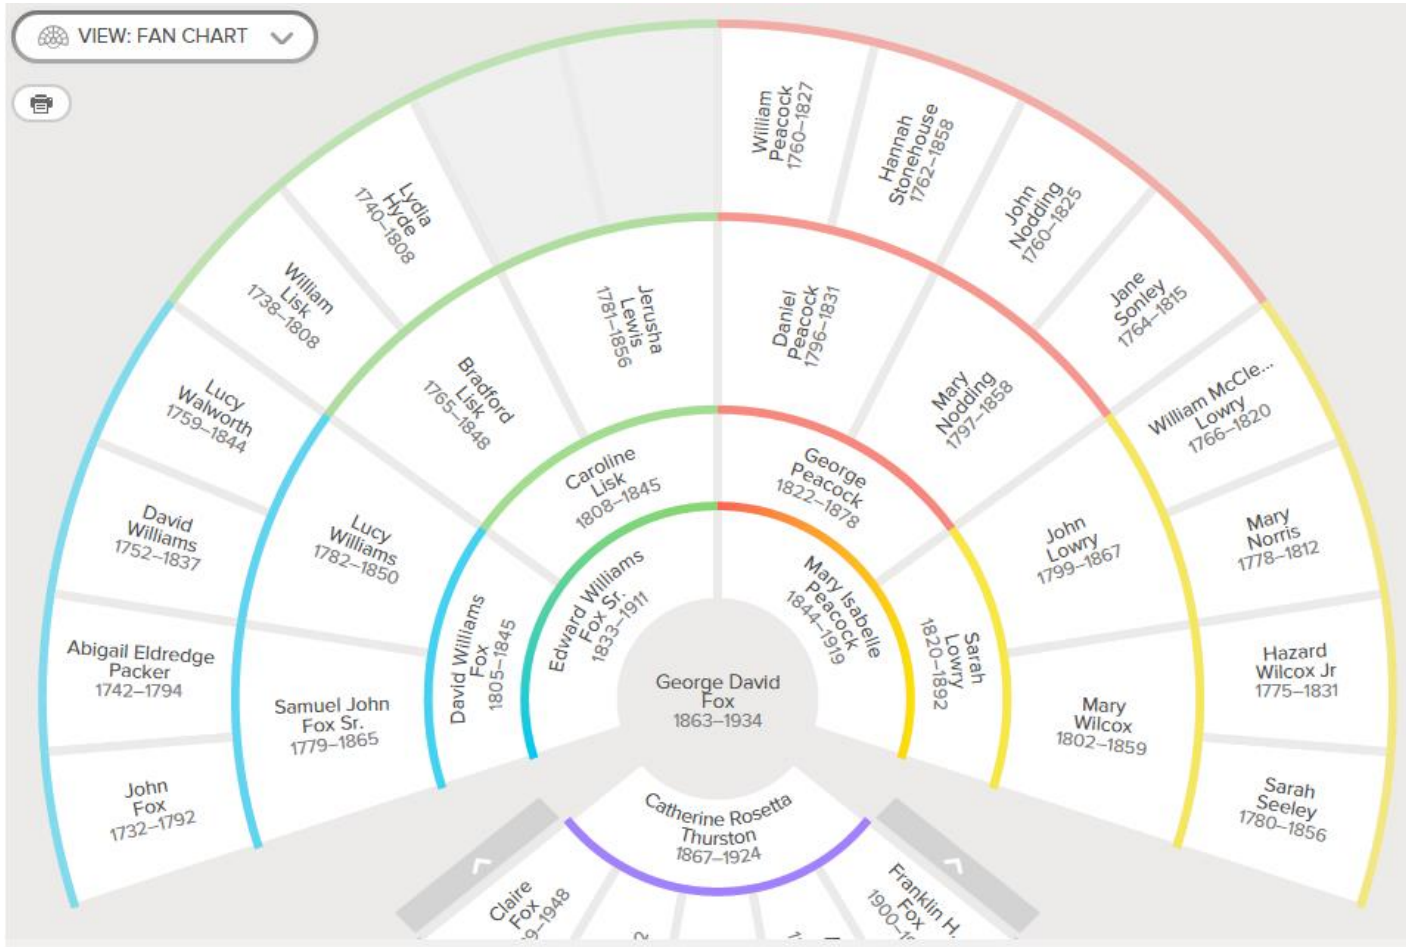 VIEW: FAN CHART
William
Peacock
1760–1827
Hannah
Stonehouse
1762–1858
John
Nodding
1760–1825
Jane
Sonley
1764–1815
Lydia
Hyde
1740–1808
William
Lisk
1738–1808
Lucy
Walworth
1759–1844
David
Williams
1752–1837
Abigail Eldredge
Packer
1742–1794
John
Fox
1732–1792
William McCle...
Lowry
1766–1820
Mary
Norris
1778–1812
Hazard
Wilcox Jr
1775–1831
Sarah
Seeley
1780–1856
Jerusha
Lewis
1781–1856
Daniel
Peacock
1796–1831
Bradford
Lisk
1765–1848
Mary
Nodding
1797–1858
Lucy
Williams
1782–1850
John
Lowry
1799–1867
Samuel John
Fox Sr.
1779–1865
Mary
Wilcox
1802–1859
Caroline
Lisk
1808–1845
George
Peacock
1822–1878
David Williams
Fox
1805–1845
Sarah
Lowry
1820–1892
Edward Williams
Fox Sr.
1833–1911
Mary Isabelle
Peacock
1844–1919
George David
Fox
1863–1934
Catherine Rosetta
Thurston
1867–1924
Claire
Fox
9–1948
Franklin H.
Fox
1900–1